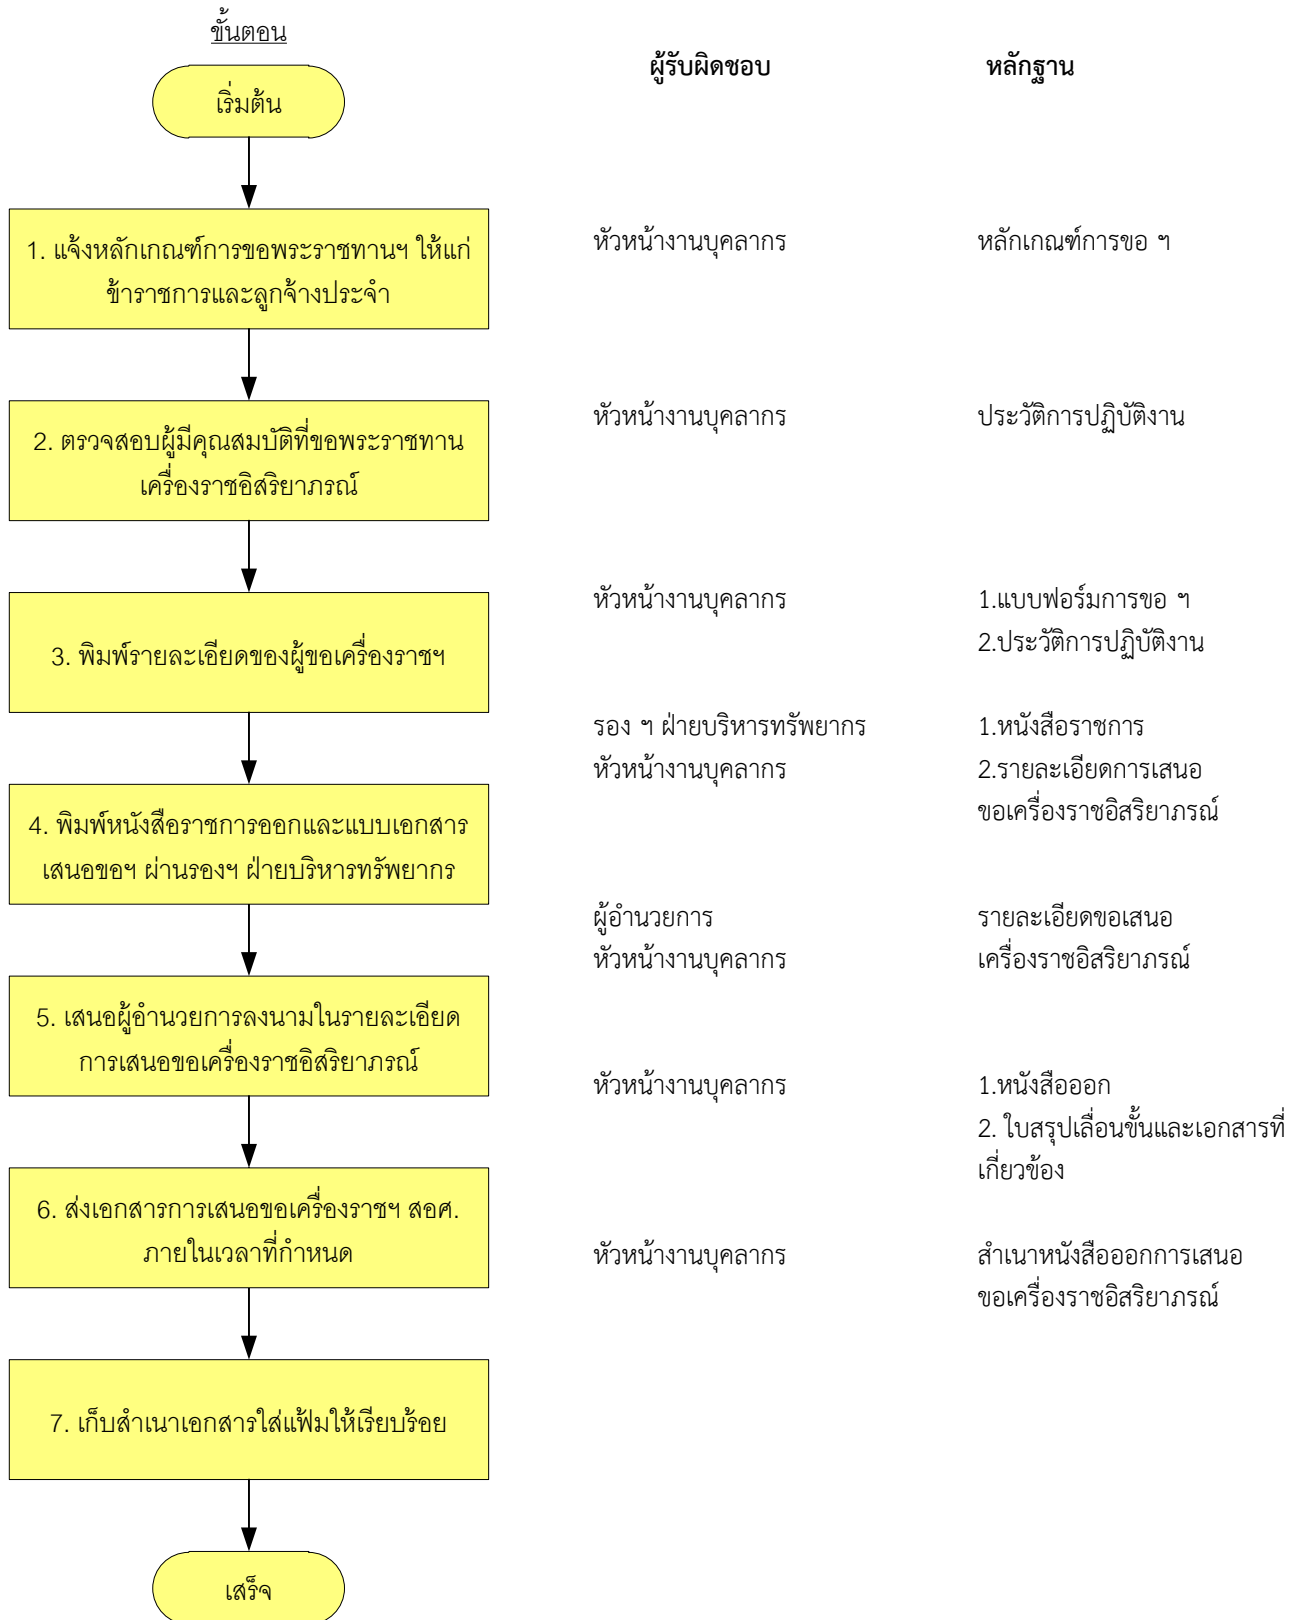 ขั้นตอน
ผู้รับผิดชอบ
หลักฐาน
เริ่มต้น
1. แจ้งหลักเกณฑ์การขอพระราชทานฯ ให้แก่
ข้าราชการและลูกจ้างประจำ
หัวหน้างานบุคลากร
หลักเกณฑ์การขอ ฯ
2. ตรวจสอบผู้มีคุณสมบัติที่ขอพระราชทาน
เครื่องราชอิสริยาภรณ์
หัวหน้างานบุคลากร
ประวัติการปฏิบัติงาน
3. พิมพ์รายละเอียดของผู้ขอเครื่องราชฯ
หัวหน้างานบุคลากร
1.แบบฟอร์มการขอ ฯ
2.ประวัติการปฏิบัติงาน
4. พิมพ์หนังสือราชการออกและแบบเอกสาร
เสนอขอฯ ผ่านรองฯ ฝ่ายบริหารทรัพยากร
รอง ฯ ฝ่ายบริหารทรัพยากร
หัวหน้างานบุคลากร
1.หนังสือราชการ
2.รายละเอียดการเสนอ
ขอเครื่องราชอิสริยาภรณ์
5. เสนอผู้อำนวยการลงนามในรายละเอียด
การเสนอขอเครื่องราชอิสริยาภรณ์
ผู้อำนวยการ
หัวหน้างานบุคลากร
รายละเอียดขอเสนอ
เครื่องราชอิสริยาภรณ์
6. ส่งเอกสารการเสนอขอเครื่องราชฯ สอศ.
ภายในเวลาที่กำหนด
หัวหน้างานบุคลากร
1.หนังสือออก
2. ใบสรุปเลื่อนขั้นและเอกสารที่
เกี่ยวข้อง
7. เก็บสำเนาเอกสารใส่แฟ้มให้เรียบร้อย
หัวหน้างานบุคลากร
สำเนาหนังสือออกการเสนอ
ขอเครื่องราชอิสริยาภรณ์
เสร็จ